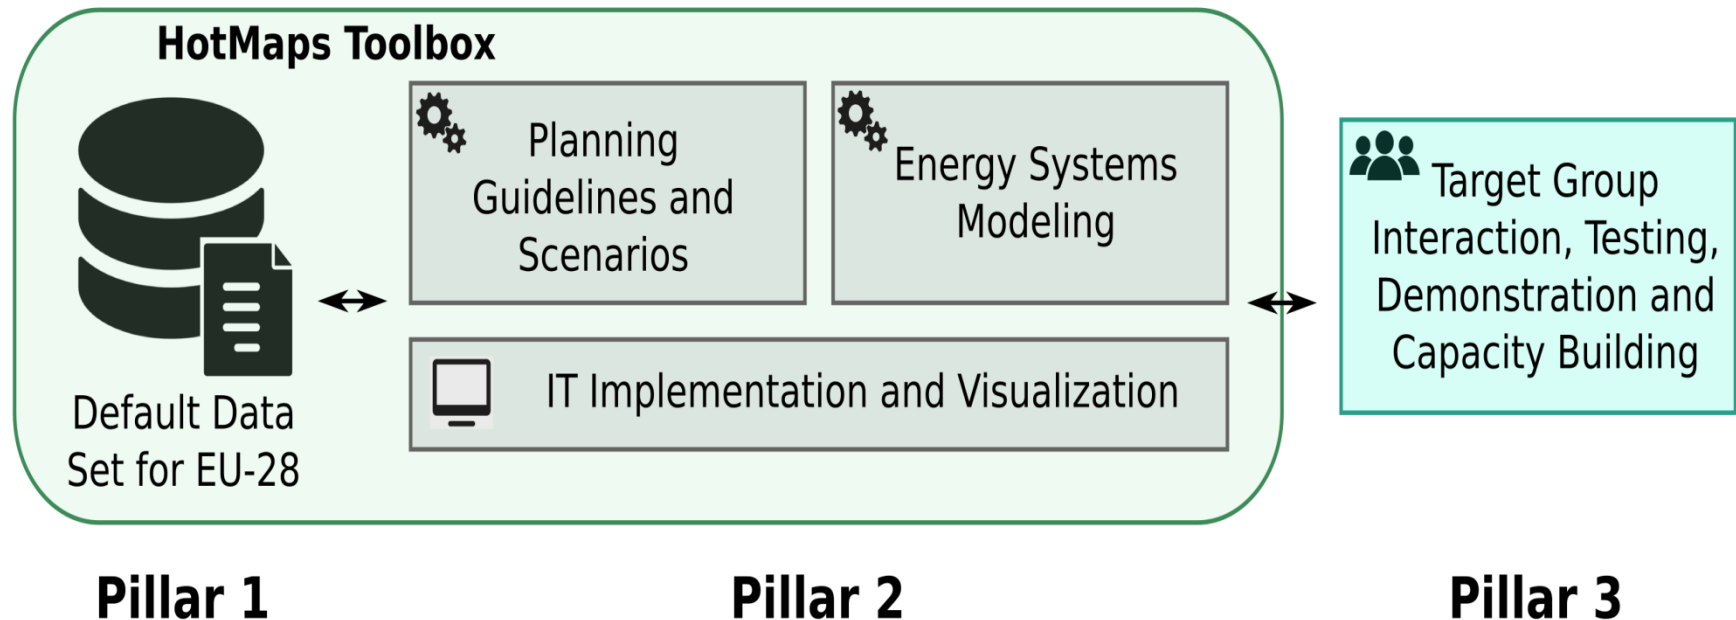 HotMaps Toolbox
Default Data
Set for EU-28
Planning
Guidelines and
Scenarios
Energy Systems
Modeling
IT Implementation and Visualization
Target Group
Interaction, Testing,
Demonstration and
Capacity Building
Pillar 1
Pillar 2
Pillar 3